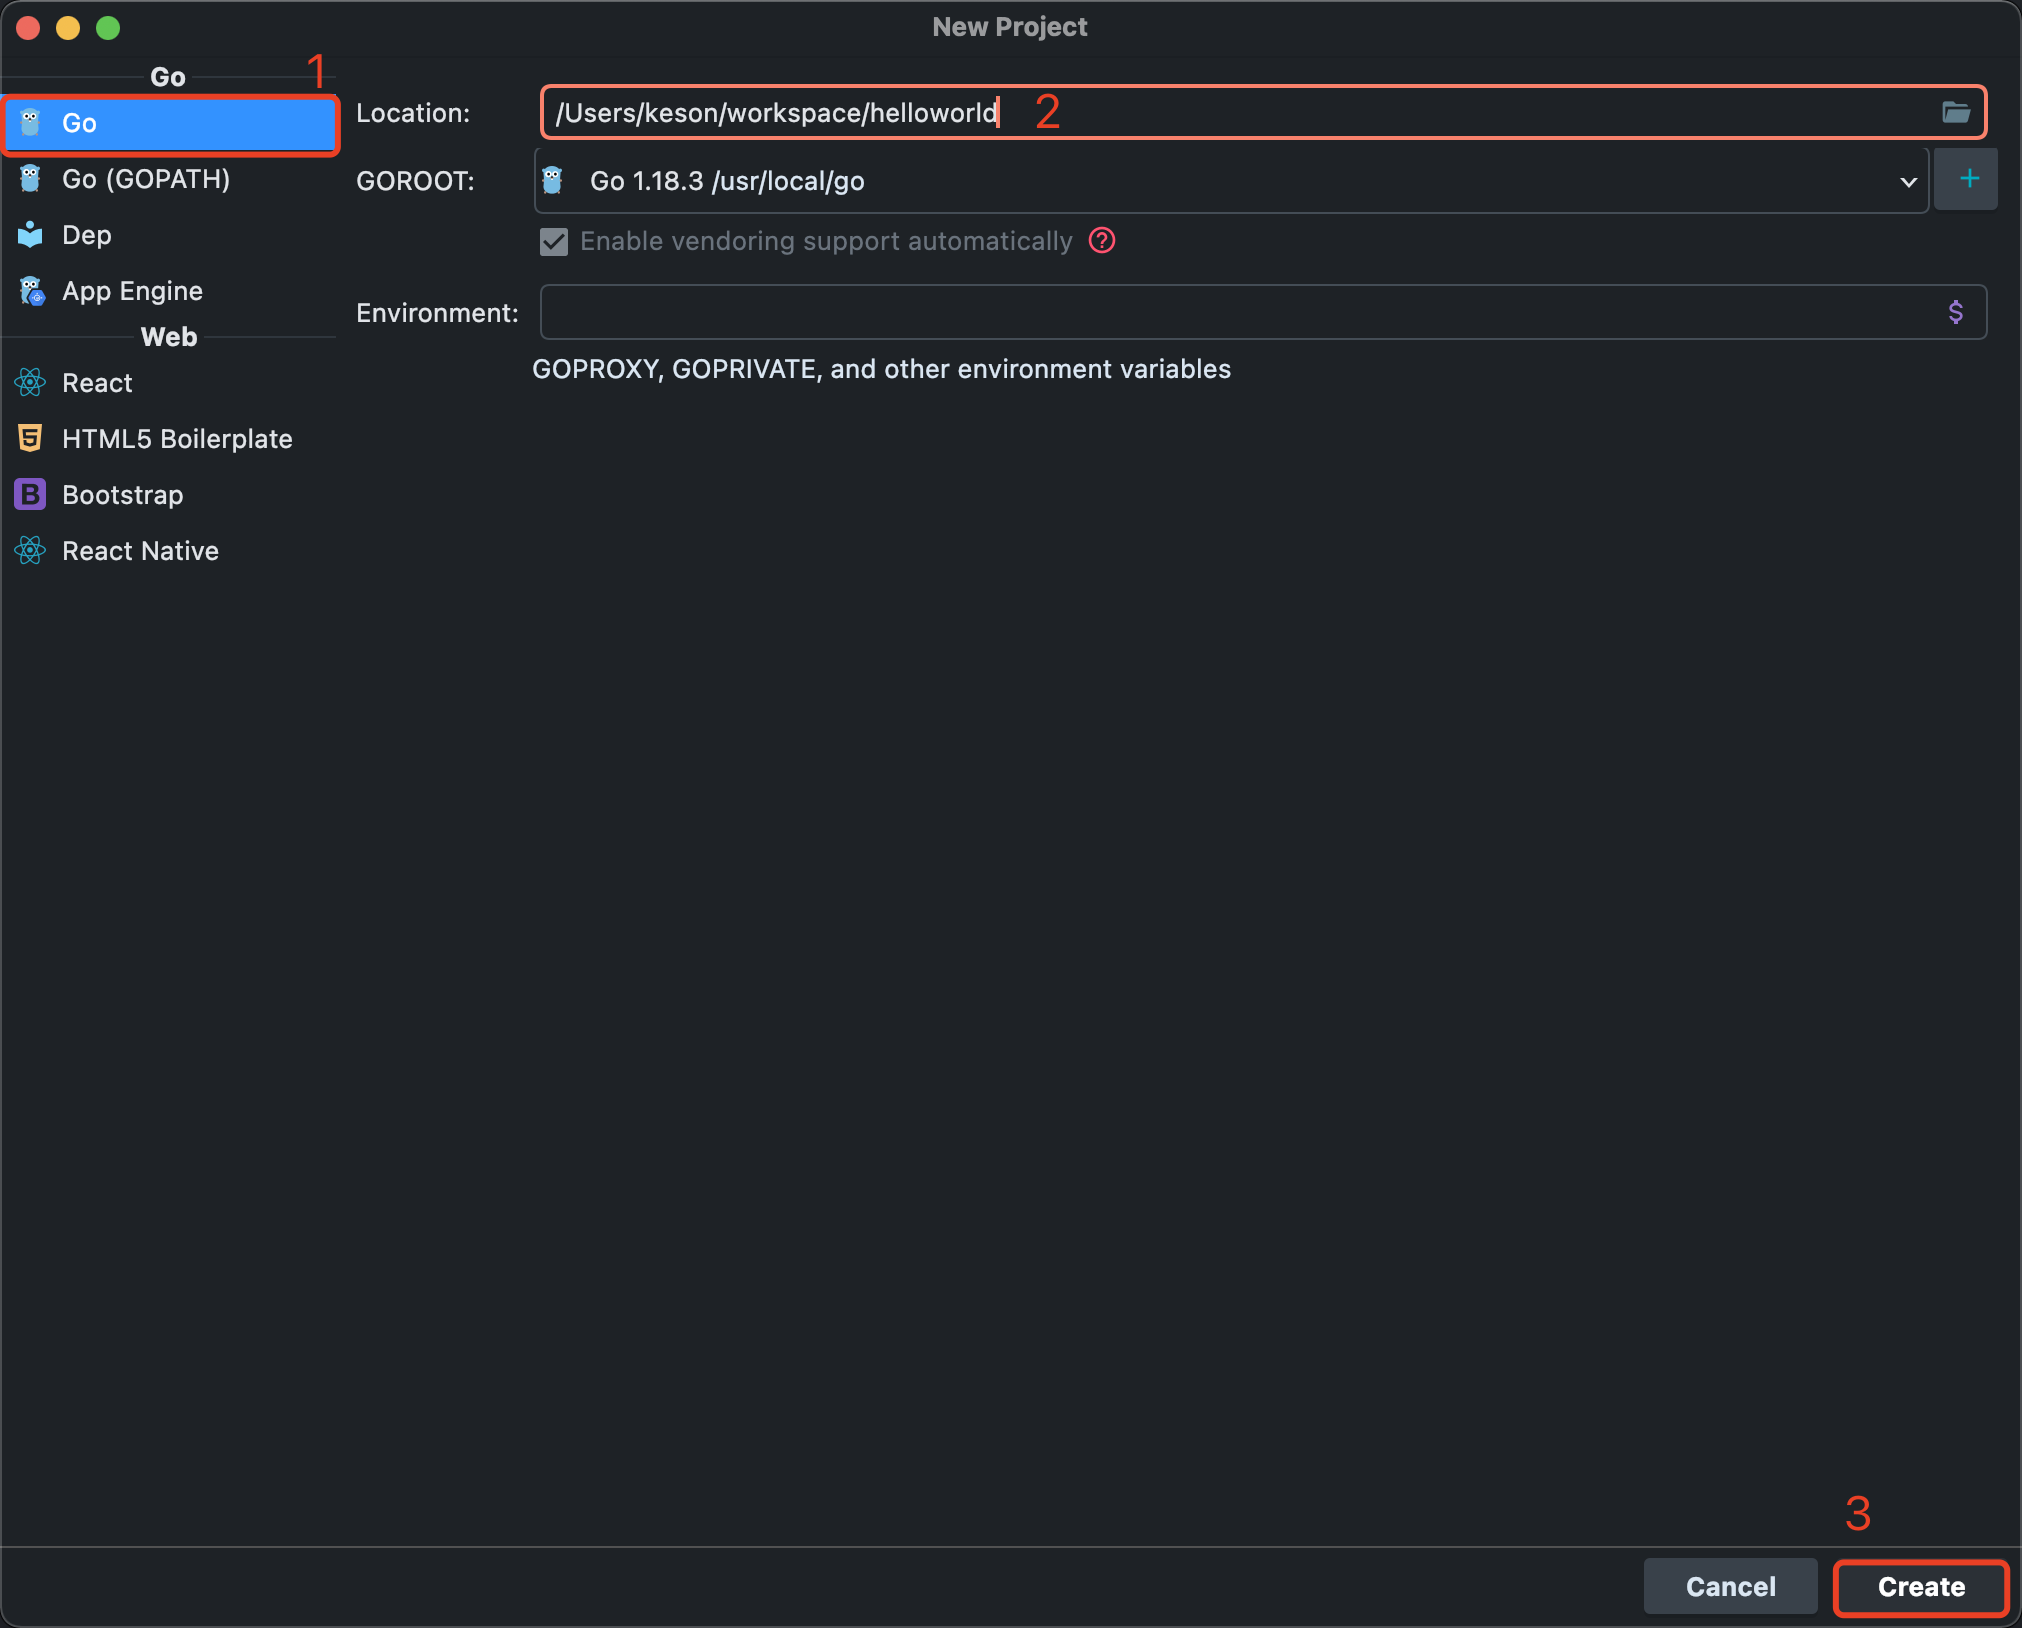 New Project
Go
1
Go
Go (GOPATH)
Dep
App Engine
Web
React
HTML5 Boilerplate
Bootstrap
React Native
Location: /Users/keson/workspace/helloworld 2
GOROOT: Go 1.18.3 /usr/local/go +
Enable vendoring support automatically ?
Environment: $
GOPROXY, GOPRIVATE, and other environment variables
3
Cancel Create